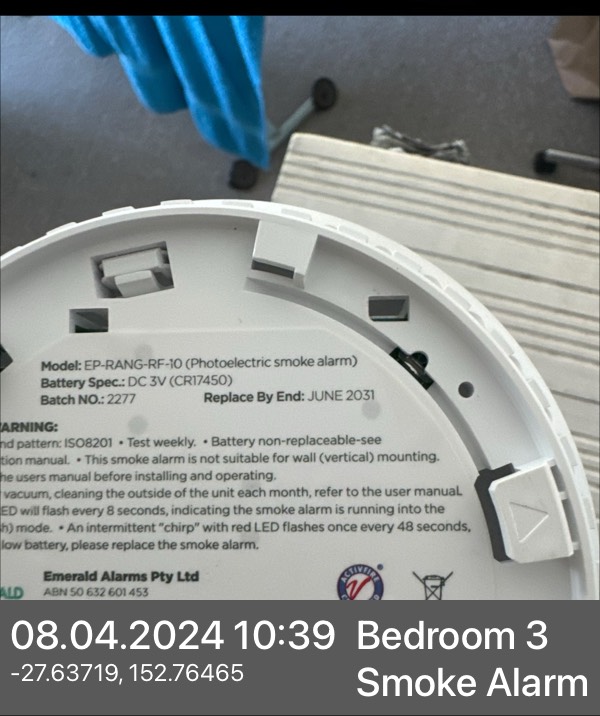 Model: EP-RANG-RF-10 (Photoelectric smoke alarm)
Battery Spec.: DC 3V (CR17450)
Batch NO.: 2277 Replace By End: JUNE 2031
ARNING:
nd pattern: ISO8201 • Test weekly. • Battery non-replaceable-see
tion manual. • This smoke alarm is not suitable for wall (vertical) mounting.
he users manual before installing and operating.
vacuum, cleaning the outside of the unit each month, refer to the user manual.
ED will flash every 8 seconds, indicating the smoke alarm is running into the
h) mode. • An intermittent "chirp" with red LED flashes once every 48 seconds,
low battery, please replace the smoke alarm.
Emerald Alarms Pty Ltd
ALD ABN 50 632 601 453
ACTIVFIRE
08.04.2024 10:39 Bedroom 3
-27.63719, 152.76465 Smoke Alarm